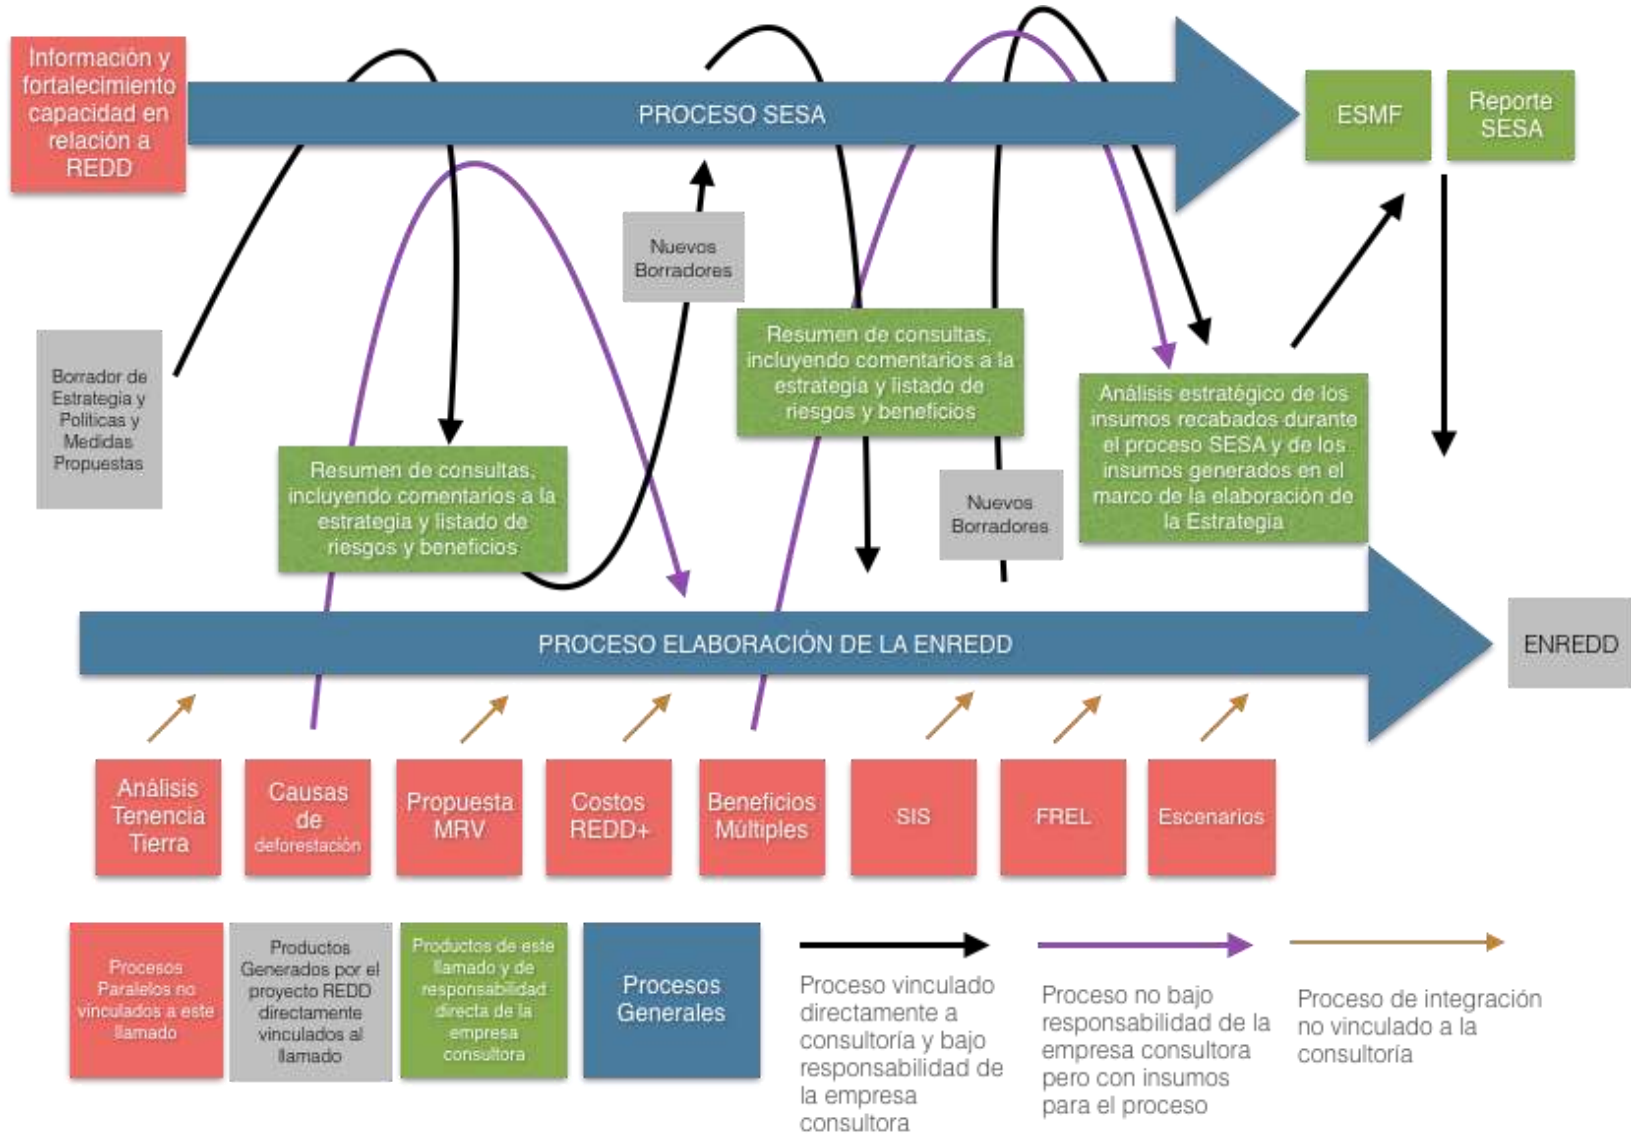 Información y
fortalecimiento
capacidad en
relación a
REDD
PROCESO SESA
ESMF
Reporte
SESA
Nuevos
Borradores
Borrador de
Estrategia y
Políticas y
Medidas
Propuestas
Resumen de consultas,
incluyendo comentarios a la
estrategia y listado de
riesgos y beneficios
Resumen de consultas,
incluyendo comentarios a la
estrategia y listado de
riesgos y beneficios
Nuevos
Borradores
Análisis estratégico de los
insumos recabados durante
el proceso SESA y de los
insumos generados en el
marco de la elaboración de
la Estrategia
PROCESO ELABORACIÓN DE LA ENREDD
ENREDD
Análisis
Tenencia
Tierra
Causas
de
deforestación
Propuesta
MRV
Costos
REDD+
Beneficios
Múltiples
SIS
FREL
Escenarios
Procesos
Paralelos no
vinculados a este
llamado
Productos
Generados por el
proyecto REDD
directamente
vinculados al
llamado
Productos de este
llamado y de
responsabilidad
directa de la
empresa
consultora
Procesos
Generales
Proceso vinculado
directamente a
consultoría y bajo
responsabilidad de
la empresa
consultora
Proceso no bajo
responsabilidad de la
empresa consultora
pero con insumos
para el proceso
Proceso de integración
no vinculado a la
consultoría